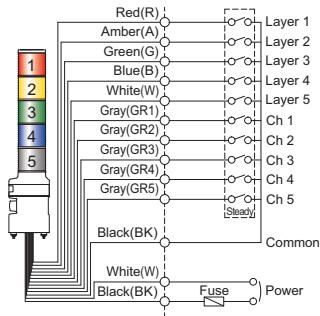 Red(R) Layer 1
Amber(A) Layer 2
Green(G) Layer 3
Blue(B) Layer 4
White(W) Layer 5
Gray(GR1) Ch 1
Gray(GR2) Ch 2
Gray(GR3) Ch 3
Gray(GR4) Ch 4
Gray(GR5) Ch 5
Steady
Black(BK) Common
White(W)
Black(BK) Fuse Power
1
2
3
4
5